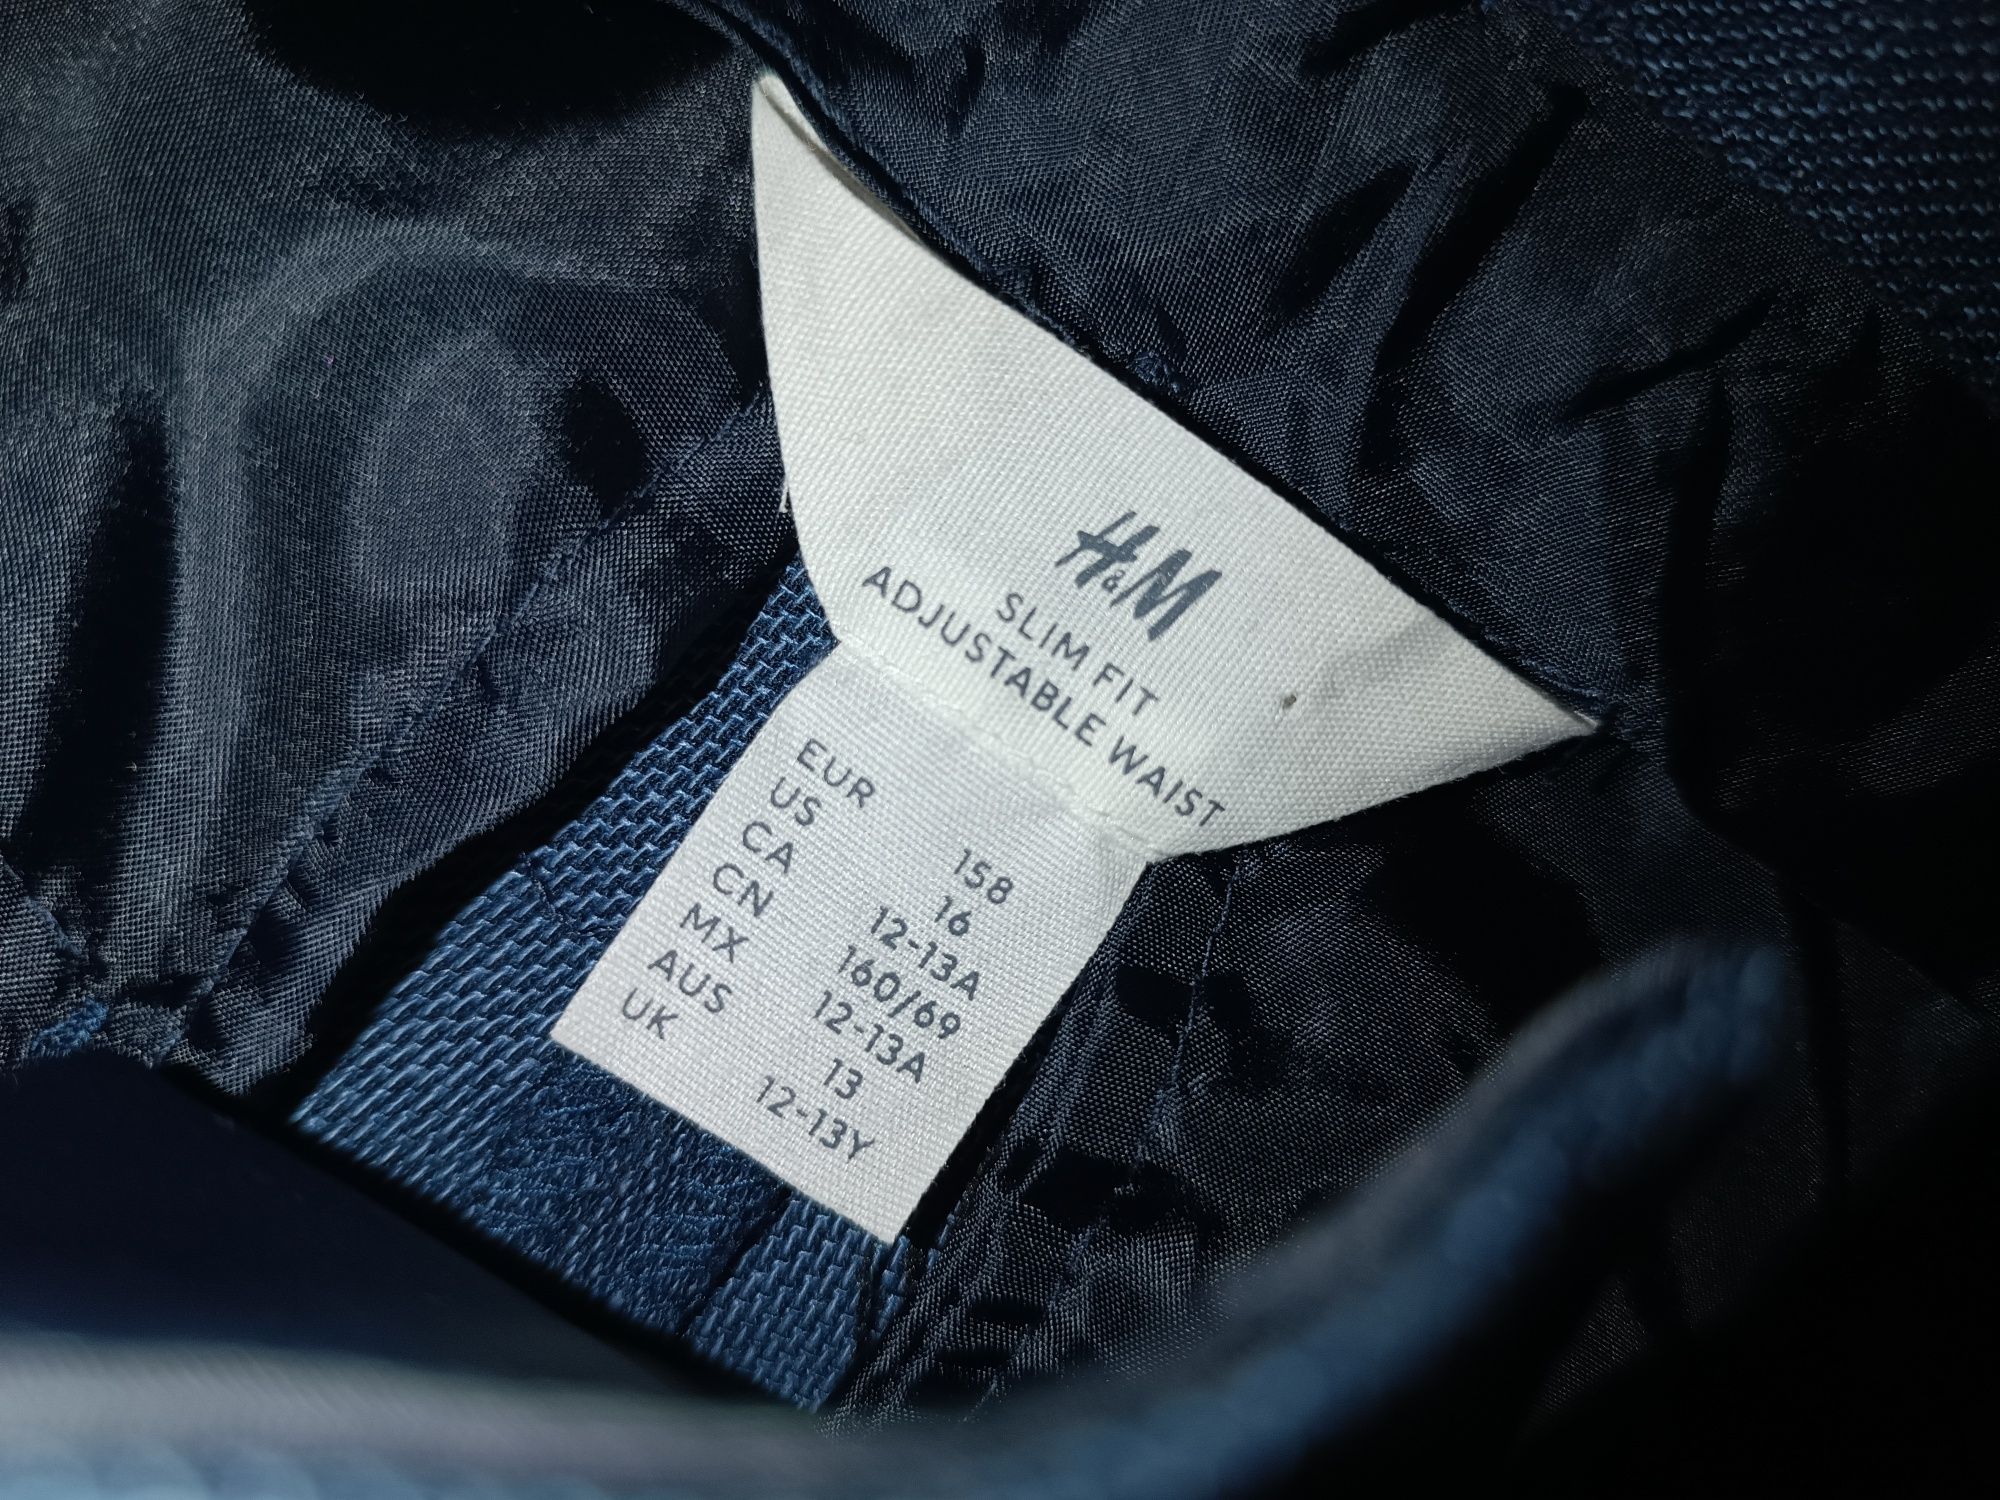 H&M
SLIM FIT
ADJUSTABLE WAIST
EUR 158
US 16
CA 12-13A
CN 160/69
MX 12-13A
AUS 13
UK 12-13Y